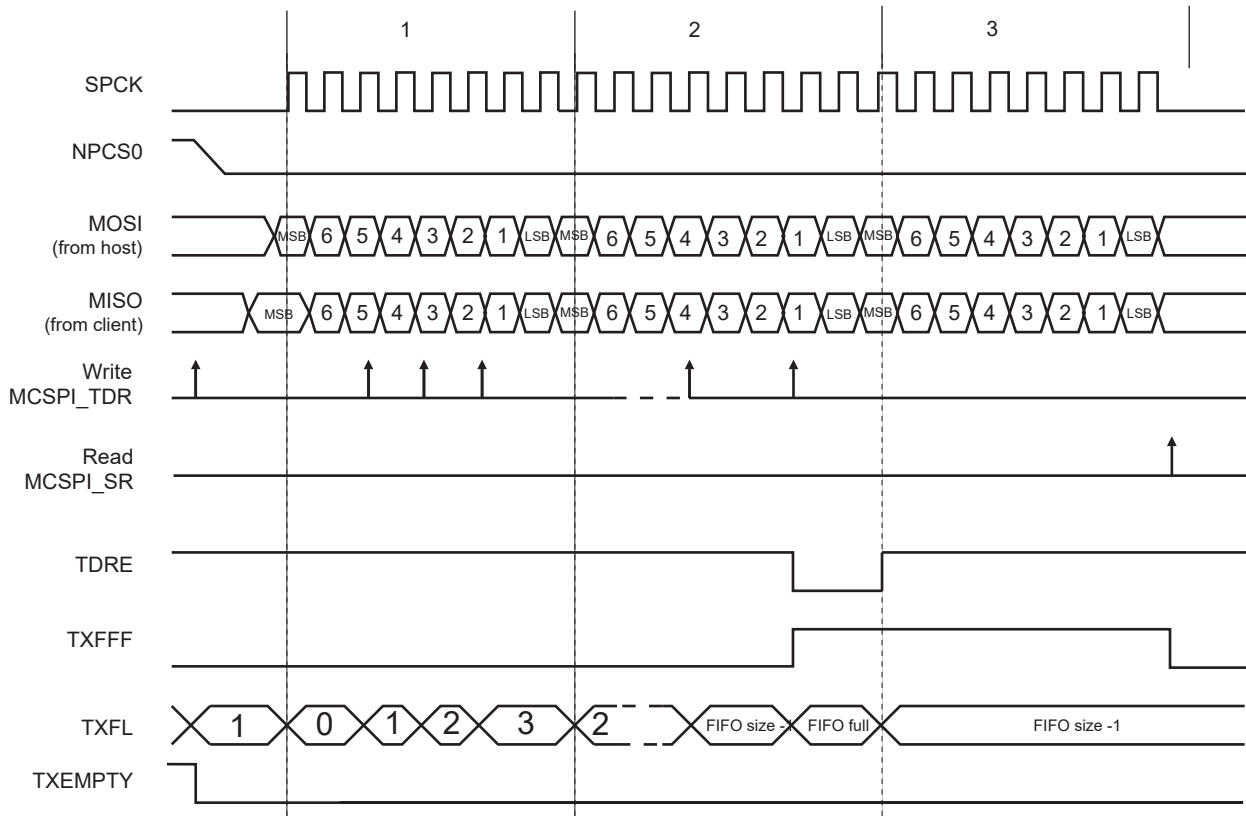 1 2 3
SPCK
NPCS0
MOSI
(from host)
MSB 6 5 4 3 2 1 LSB MSB 6 5 4 3 2 1 LSB MSB 6 5 4 3 2 1 LSB
MISO
(from client)
MSB 6 5 4 3 2 1 LSB MSB 6 5 4 3 2 1 LSB MSB 6 5 4 3 2 1 LSB
Write
MCSPI_TDR
Read
MCSPI_SR
TDRE
TXFFF
TXFL 1 0 1 2 3 2 FIFO size -1 FIFO full FIFO size -1
TXEMPTY